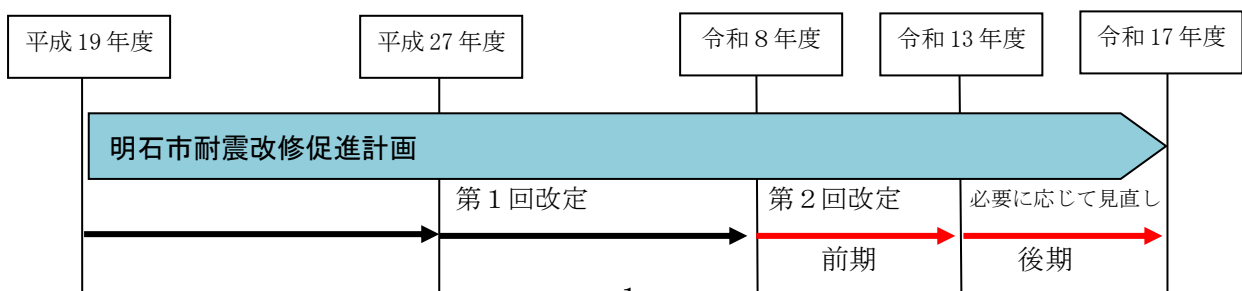 平成19年度
平成27年度
令和８年度
令和13年度
令和17年度
明石市耐震改修促進計画
第１回改定
第２回改定
必要に応じて見直し
前期
後期